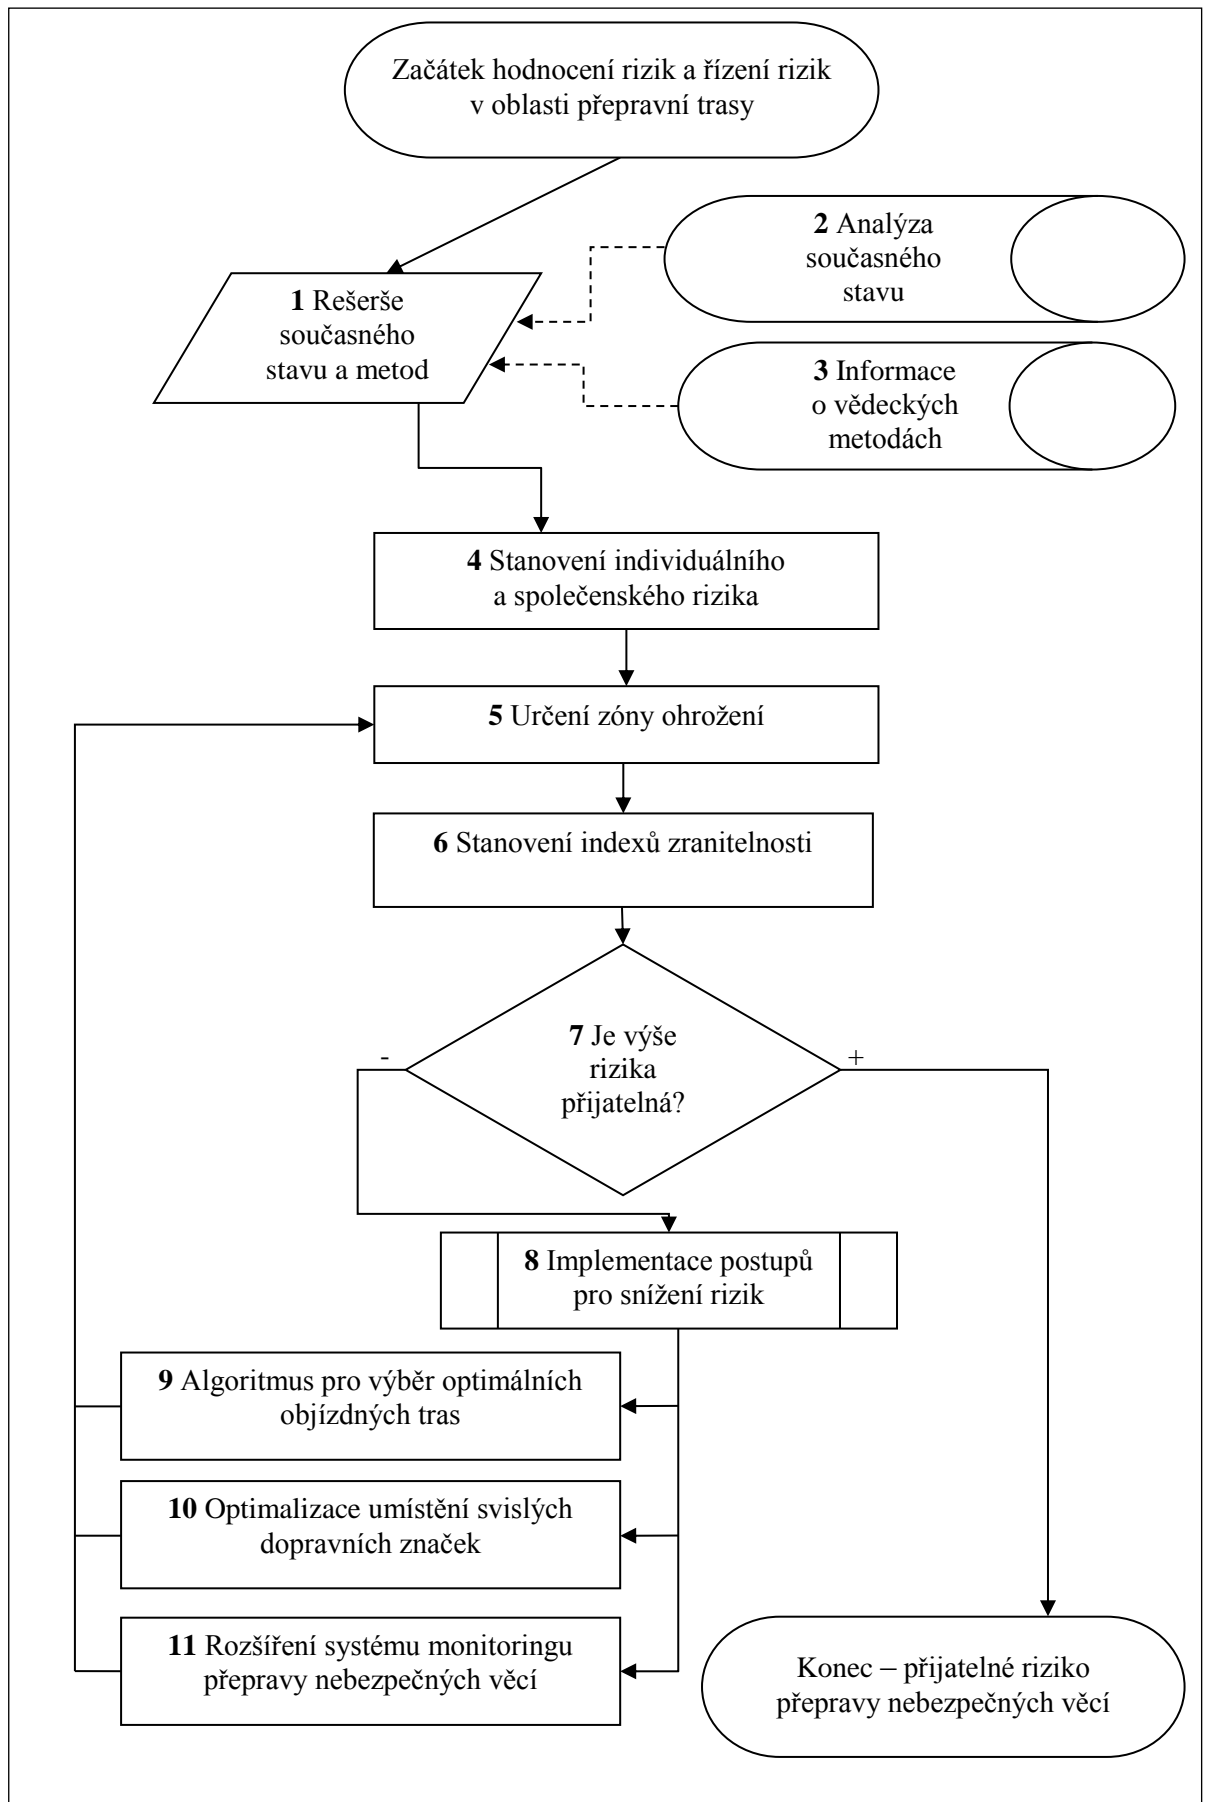 Začátek hodnocení rizik a řízení rizik
v oblasti přepravní trasy
2 Analýza
současného
stavu
1 Rešerše
současného
stavu a metod
3 Informace
o vědeckých
metodách
4 Stanovení individuálního
a společenského rizika
5 Určení zóny ohrožení
6 Stanovení indexů zranitelnosti
7 Je výše
rizika
přijatelná?
-
+
8 Implementace postupů
pro snížení rizik
9 Algoritmus pro výběr optimálních
objízdných tras
10 Optimalizace umístění svislých
dopravních značek
11 Rozšíření systému monitoringu
přepravy nebezpečných věcí
Konec – přijatelné riziko
přepravy nebezpečných věcí